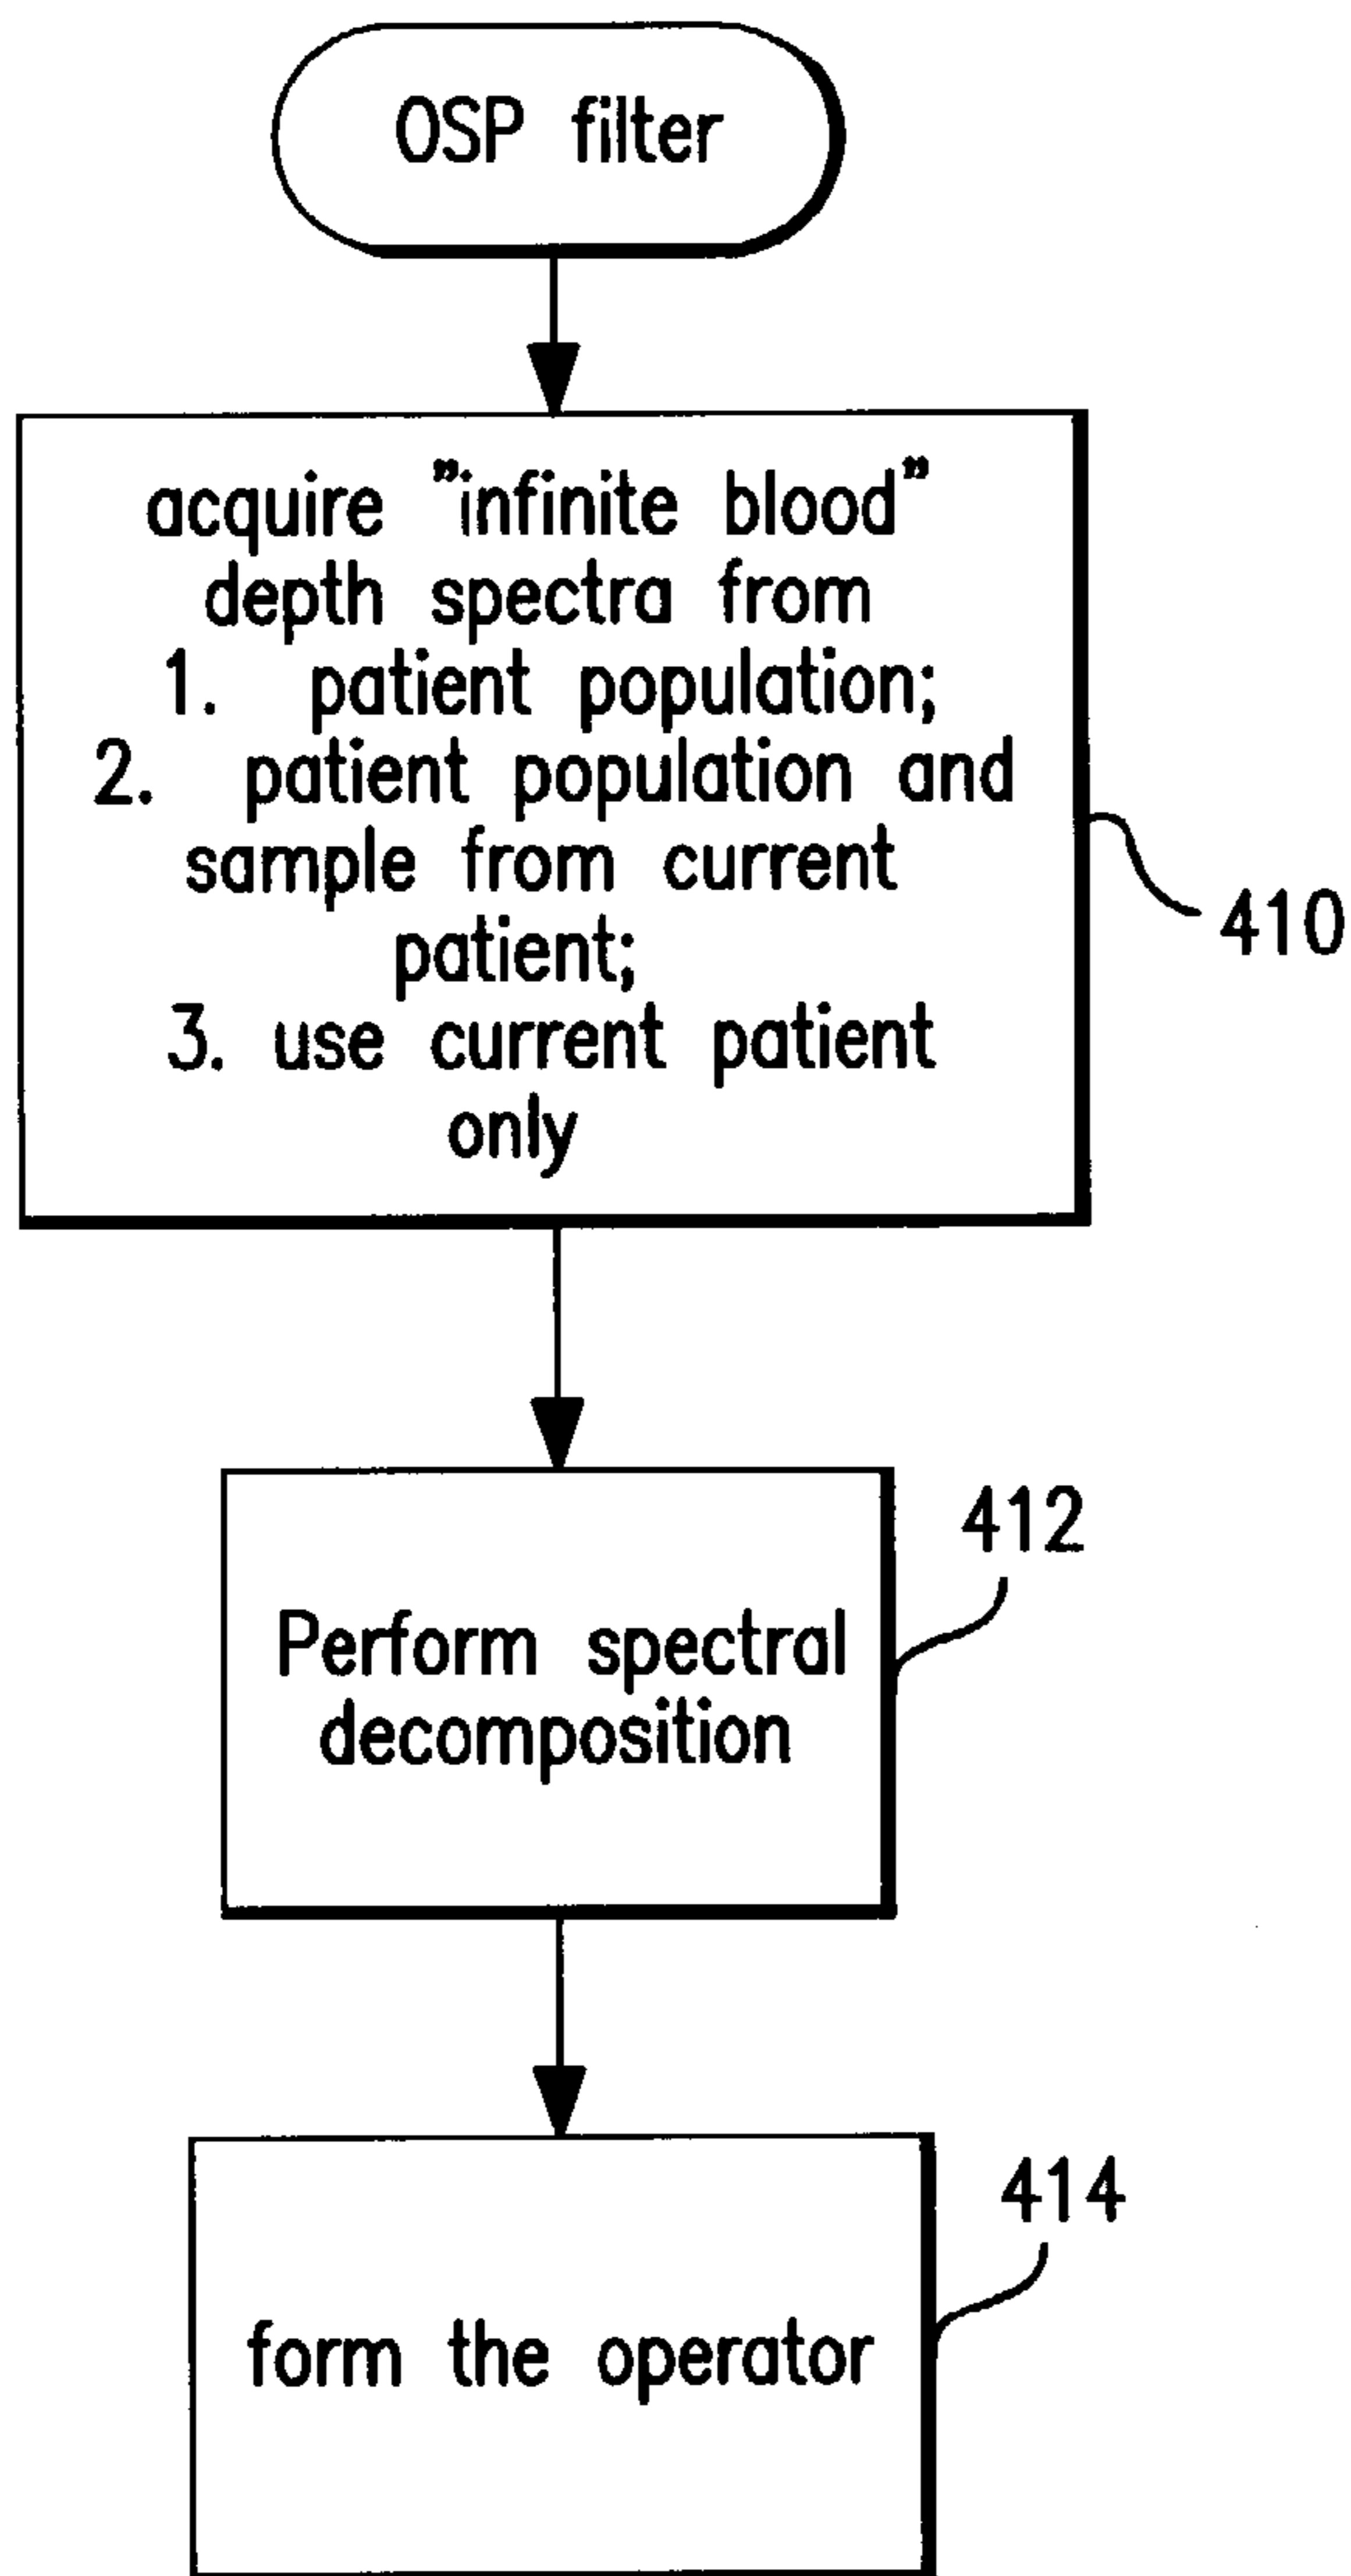 OSP filter
acquire "infinite blood"
depth spectra from
1. patient population;
2. patient population and
sample from current
patient;
3. use current patient
only
410
412
Perform spectral
decomposition
414
form the operator